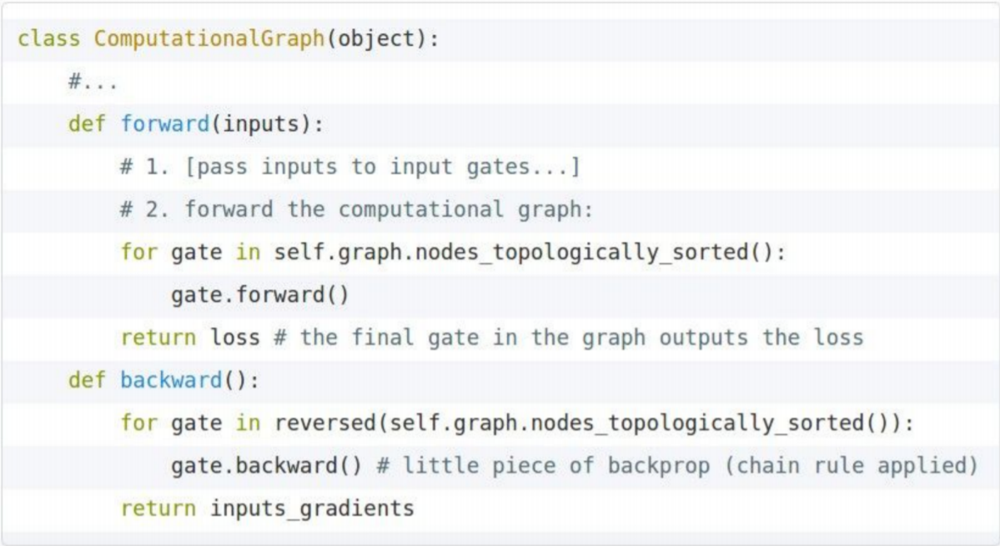 class ComputationalGraph(object):
    #...
    def forward(inputs):
        # 1. [pass inputs to input gates...]
        # 2. forward the computational graph:
        for gate in self.graph.nodes_topologically_sorted():
            gate.forward()
        return loss # the final gate in the graph outputs the loss
    def backward():
        for gate in reversed(self.graph.nodes_topologically_sorted()):
            gate.backward() # little piece of backprop (chain rule applied)
        return inputs_gradients